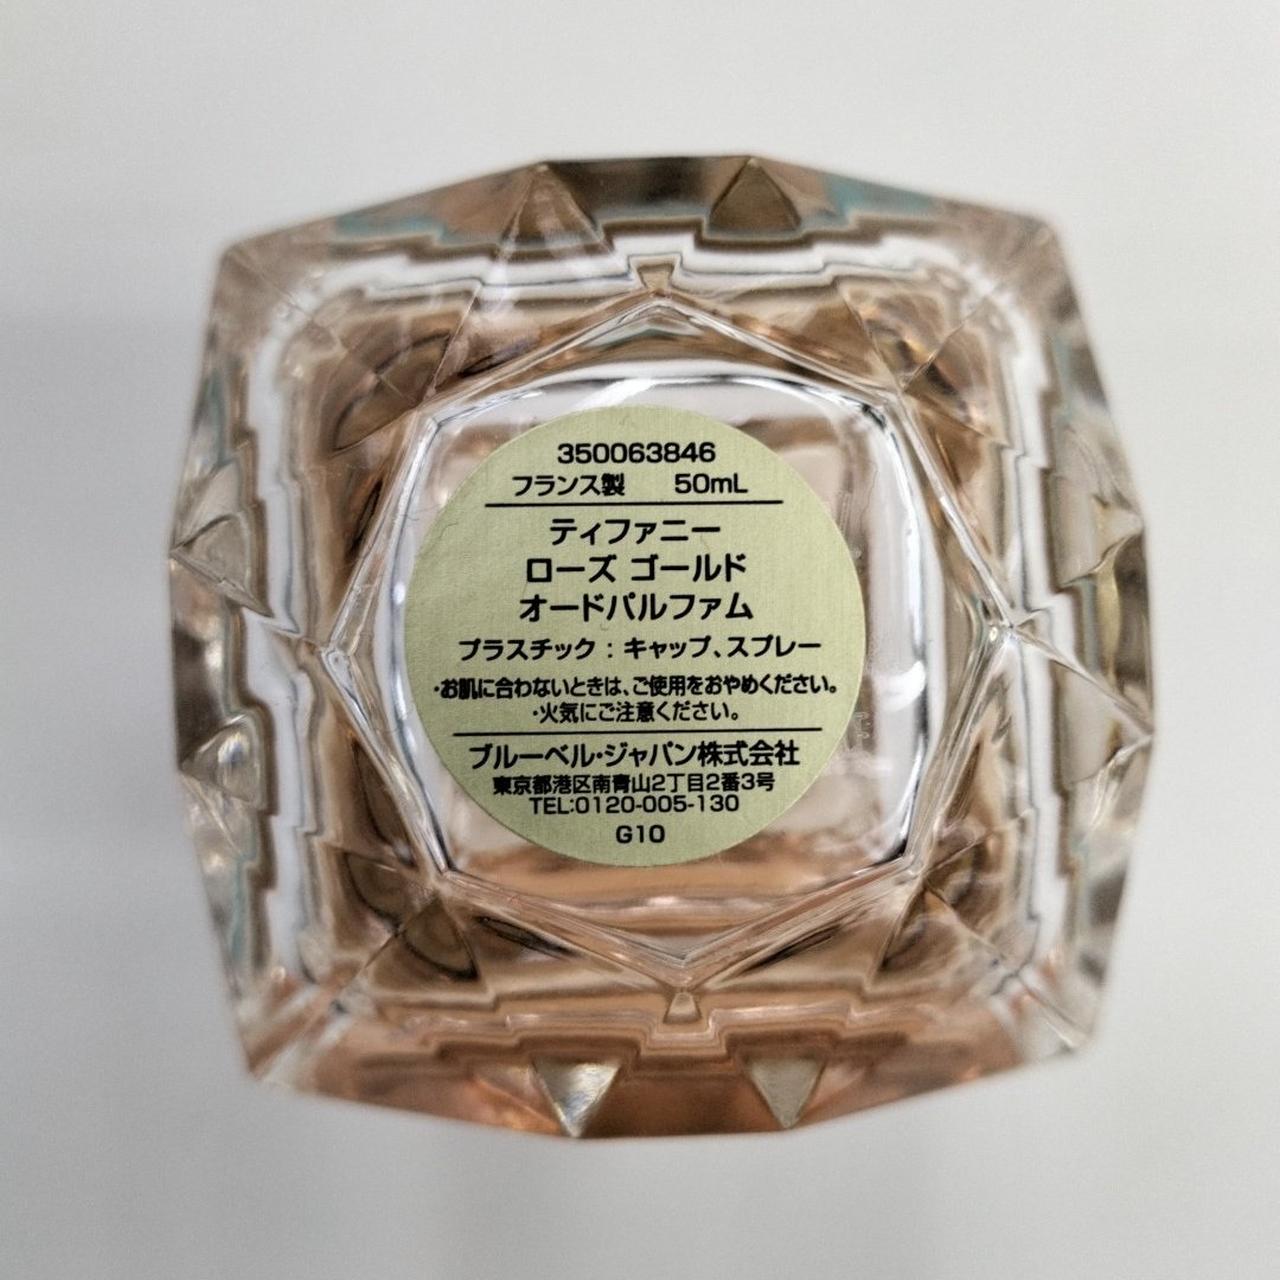 350063846
フランス製 50mL
ティファニー
ローズ ゴールド
オードパルファム
プラスチック : キャップ、スプレー
・お肌に合わないときは、ご使用をおやめください。
・火気にご注意ください。
ブルーベル・ジャパン株式会社
東京都港区南青山2丁目2番3号
TEL:0120-005-130
G10